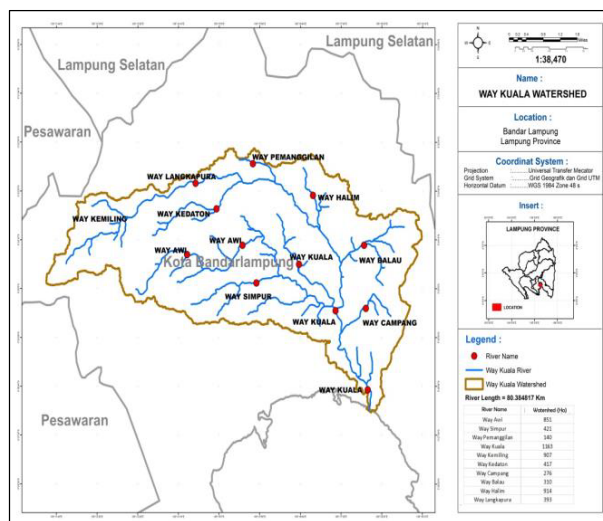 Lampung Selatan
Lampung Selatan
Pesawaran
WAY PEMANGGILAN
WAY LANGKAPURA
WAY HALIM
WAY KEDATON
WAY KEMILING
WAY AWI
WAY AWI
WAY BALAU
Kota Bandarlampung
WAY KUALA
WAY SIMPUR
WAY KUALA
WAY CAMPANG
WAY KUALA
Pesawaran
1:38,470
Name :
WAY KUALA WATERSHED
Location :
Bandar Lampung
Lampung Province
Coordinat System :
Projection ..........Universal Transfer Mecator
Grid System ..........Grid Geografis dan Grid UTM
Horizontal Datum ..........WGS 1984 Zone 48 s
Insert :
LAMPUNG PROVINCE
LOCATION
Legend :
River Name
Way Kuala River
Way Kuala Watershed
River Length = 80.384017 Km
River Name Watershed (Ha)
Way Awi 851
Way Simpur 421
Way Pemanggilan 140
Way Kuala 1163
Way Kemiling 907
Way Kedaton 457
Way Campang 276
Way Balau 310
Way Halim 914
Way Langkapura 393